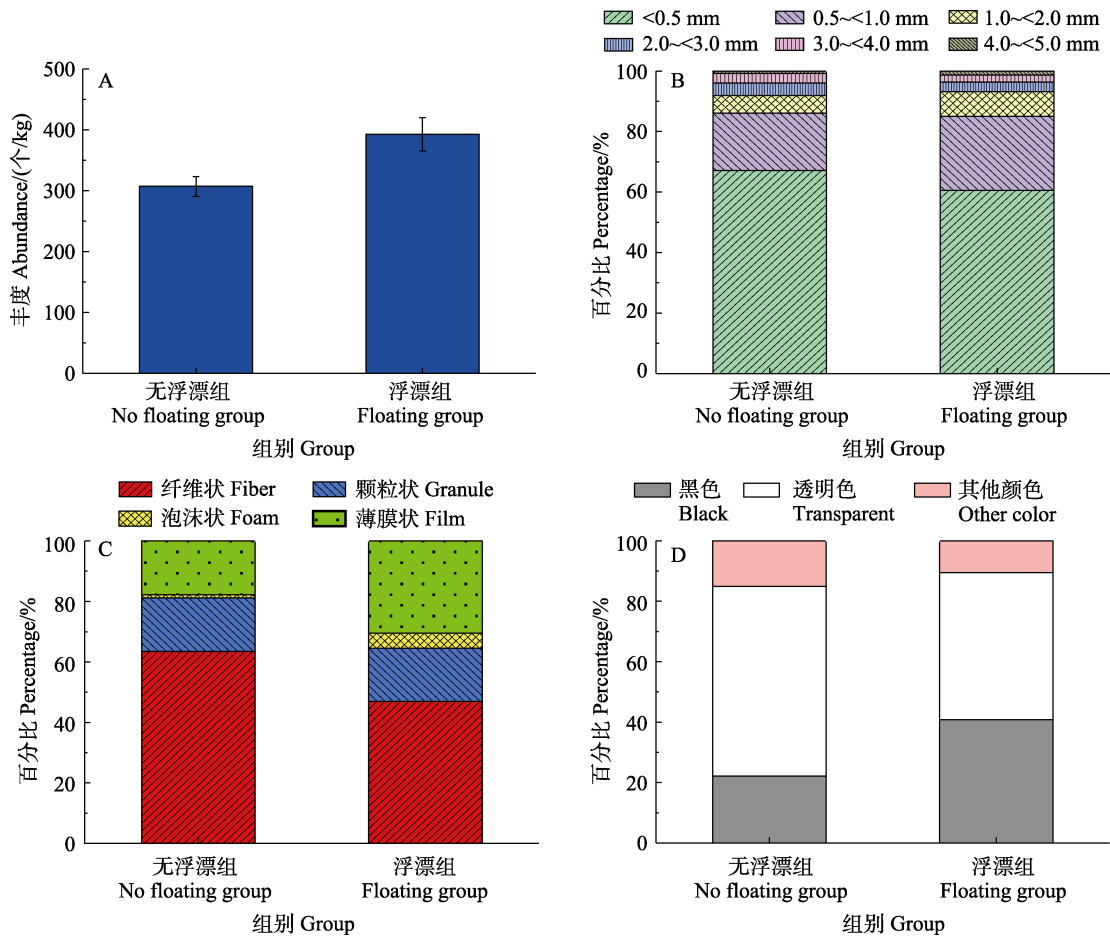 A
丰度 Abundance/(个/kg)
500
400
300
200
100
0
无浮漂组
No floating group
浮漂组
Floating group
组别 Group
<0.5 mm
0.5~<1.0 mm
1.0~<2.0 mm
2.0~<3.0 mm
3.0~<4.0 mm
4.0~<5.0 mm
B
百分比 Percentage/%
100
80
60
40
20
0
无浮漂组
No floating group
浮漂组
Floating group
组别 Group
纤维状 Fiber
颗粒状 Granule
泡沫状 Foam
薄膜状 Film
C
百分比 Percentage/%
100
80
60
40
20
0
无浮漂组
No floating group
浮漂组
Floating group
组别 Group
黑色
Black
透明色
Transparent
其他颜色
Other color
D
百分比 Percentage/%
100
80
60
40
20
0
无浮漂组
No floating group
浮漂组
Floating group
组别 Group